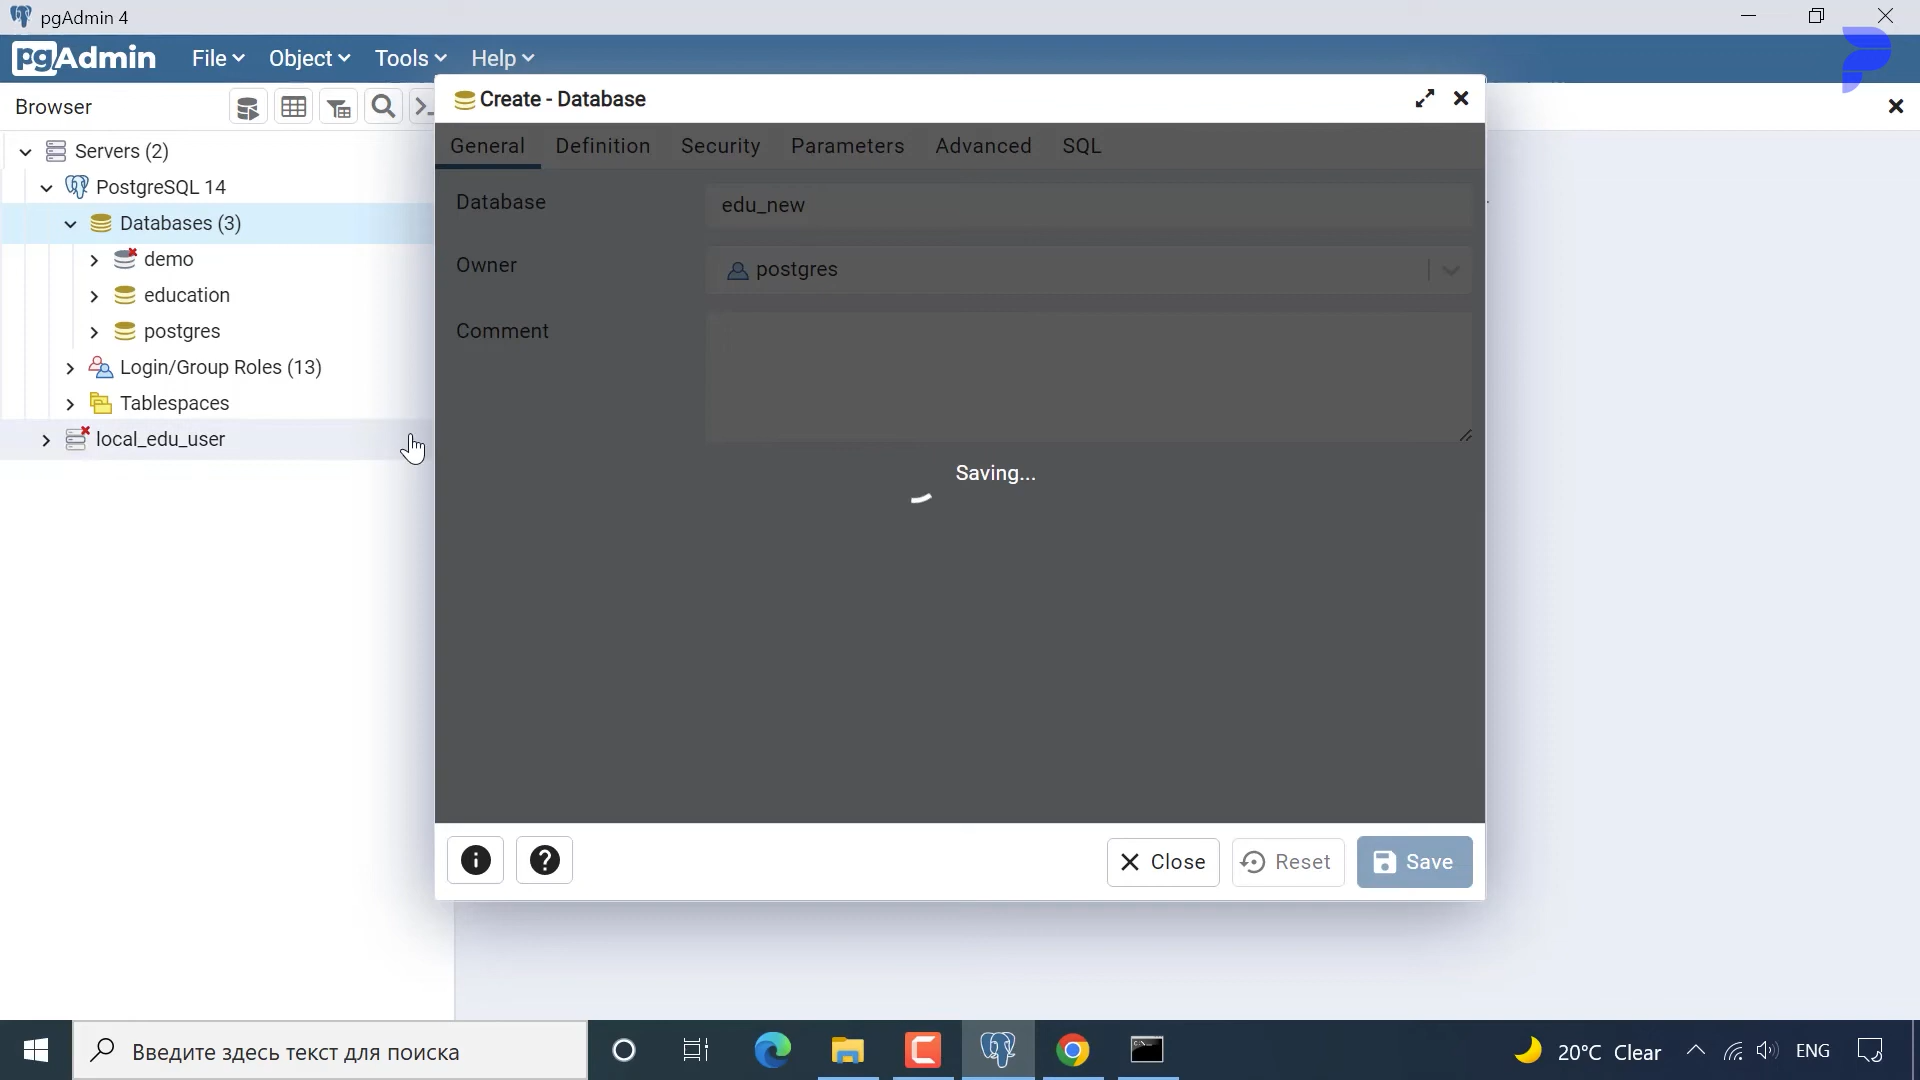 pgAdmin 4
pgAdmin File Object Tools Help
Browser
Create - Database
General Definition Security Parameters Advanced SQL
Servers (2)
PostgreSQL 14
Databases (3)
demo
education
postgres
Login/Group Roles (13)
Tablespaces
local_edu_user
Database edu_new
Owner postgres
Comment
Saving...
Close Reset Save
Введите здесь текст для поиска
20°C Clear ENG